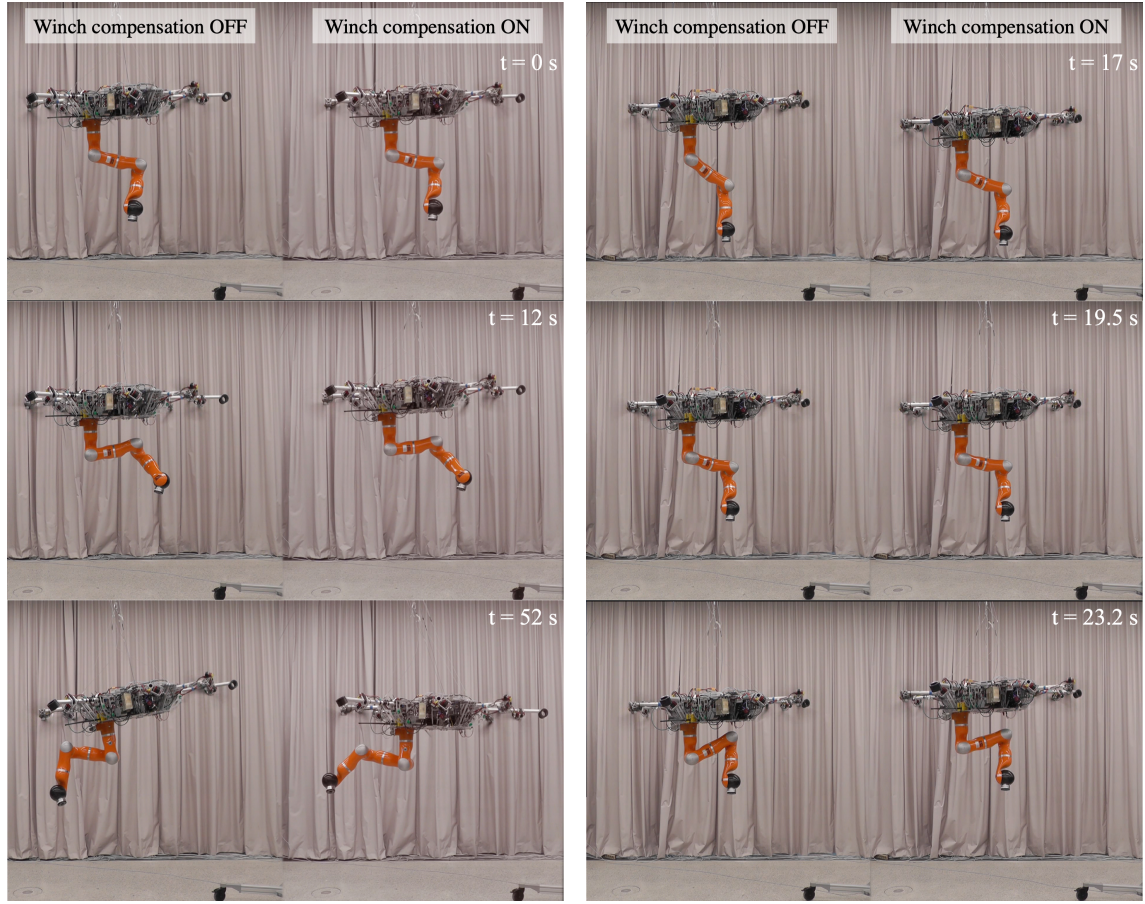 Winch compensation OFF
Winch compensation ON
t = 0 s
t = 12 s
t = 52 s
Winch compensation OFF
Winch compensation ON
t = 17 s
t = 19.5 s
t = 23.2 s